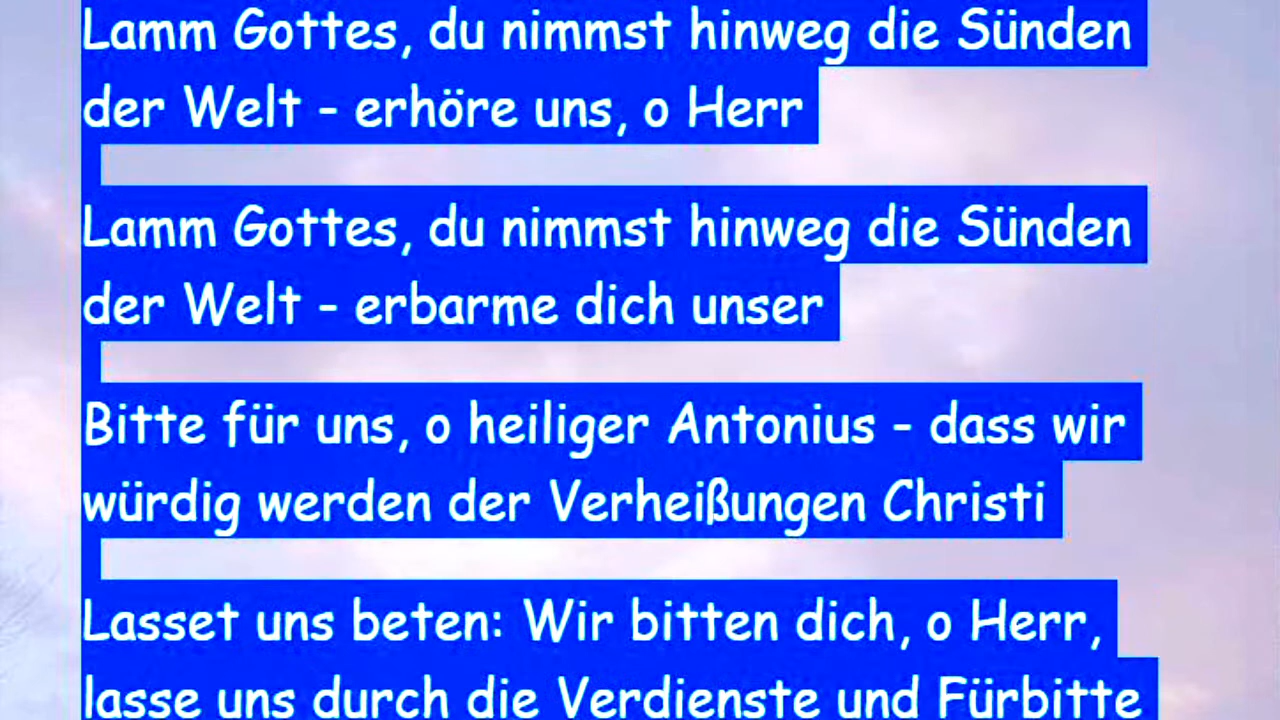 Lamm Gottes, du nimmst hinweg die Sünden
der Welt - erhöre uns, o Herr
Lamm Gottes, du nimmst hinweg die Sünden
der Welt - erbarme dich unser
Bitte für uns, o heiliger Antonius - dass wir
würdig werden der Verheißungen Christi
Lasset uns beten: Wir bitten dich, o Herr,
lasse uns durch die Verdienste und Fürbitte